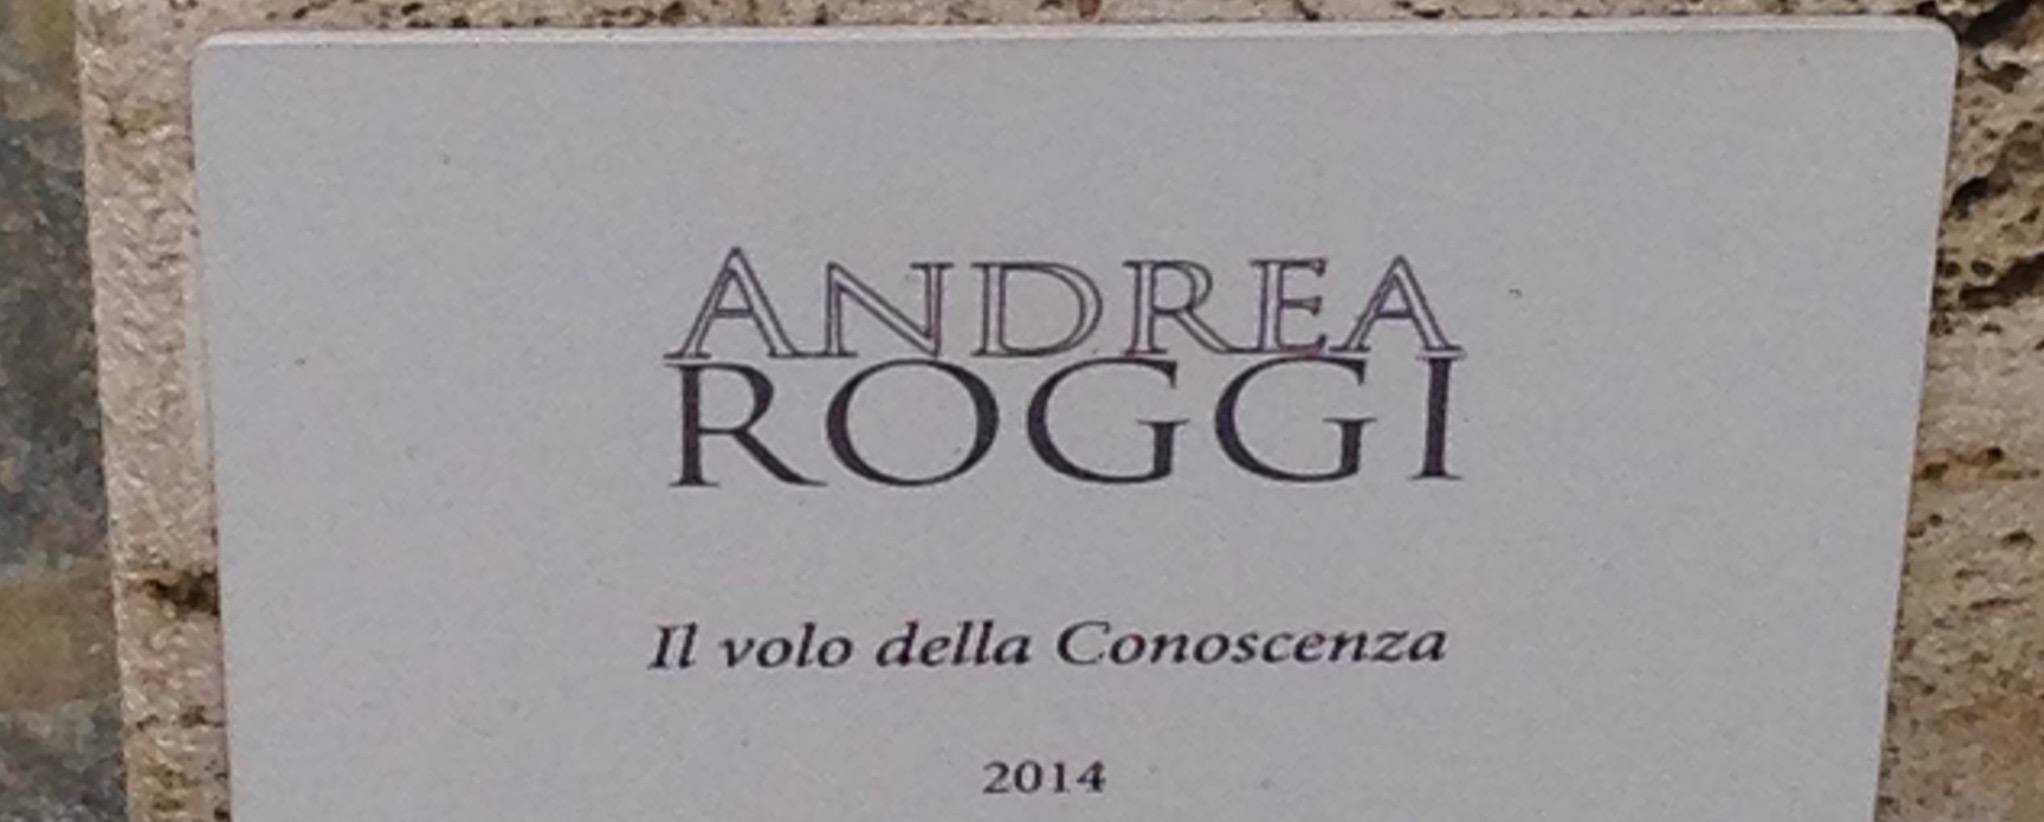 ANDREA
ROGGI
Il volo della Conoscenza
2014